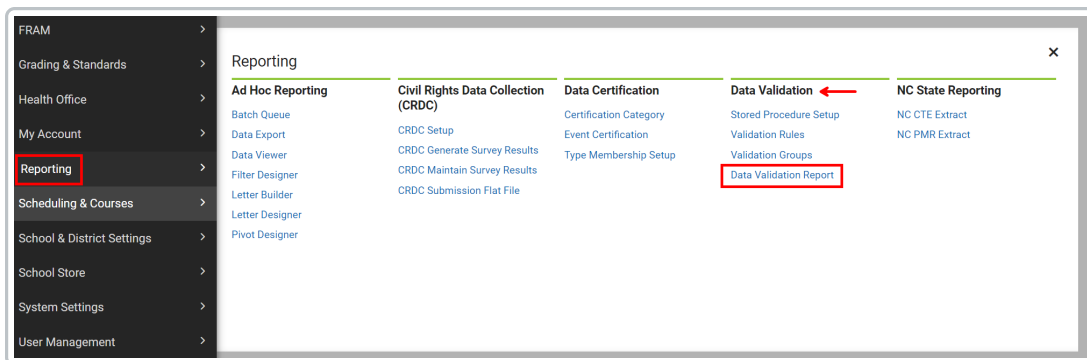 FRAM
Grading & Standards
Health Office
My Account
Reporting
Scheduling & Courses
School & District Settings
School Store
System Settings
User Management
Reporting
Ad Hoc Reporting
Batch Queue
Data Export
Data Viewer
Filter Designer
Letter Builder
Letter Designer
Pivot Designer
Civil Rights Data Collection
(CRDC)
CRDC Setup
CRDC Generate Survey Results
CRDC Maintain Survey Results
CRDC Submission Flat File
Data Certification
Certification Category
Event Certification
Type Membership Setup
Data Validation
Stored Procedure Setup
Validation Rules
Validation Groups
Data Validation Report
NC State Reporting
NC CTE Extract
NC PMR Extract